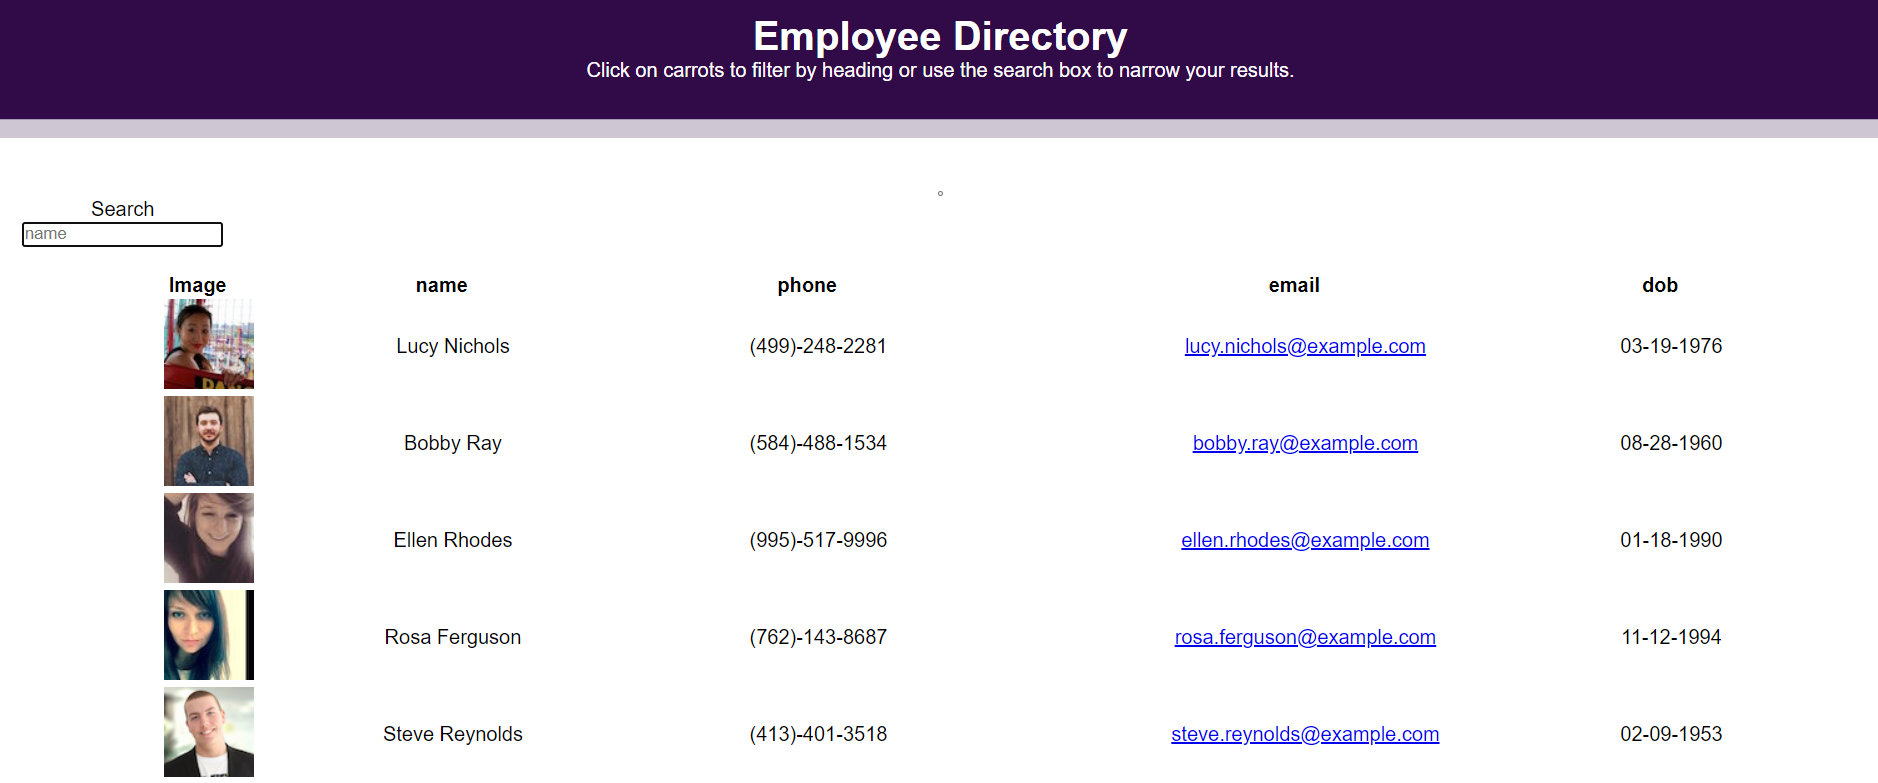 Employee Directory
Click on carrots to filter by heading or use the search box to narrow your results.
Search
name
Image name phone email dob
Lucy Nichols (499)-248-2281 lucy.nichols@example.com 03-19-1976
Bobby Ray (584)-488-1534 bobby.ray@example.com 08-28-1960
Ellen Rhodes (995)-517-9996 ellen.rhodes@example.com 01-18-1990
Rosa Ferguson (762)-143-8687 rosa.ferguson@example.com 11-12-1994
Steve Reynolds (413)-401-3518 steve.reynolds@example.com 02-09-1953